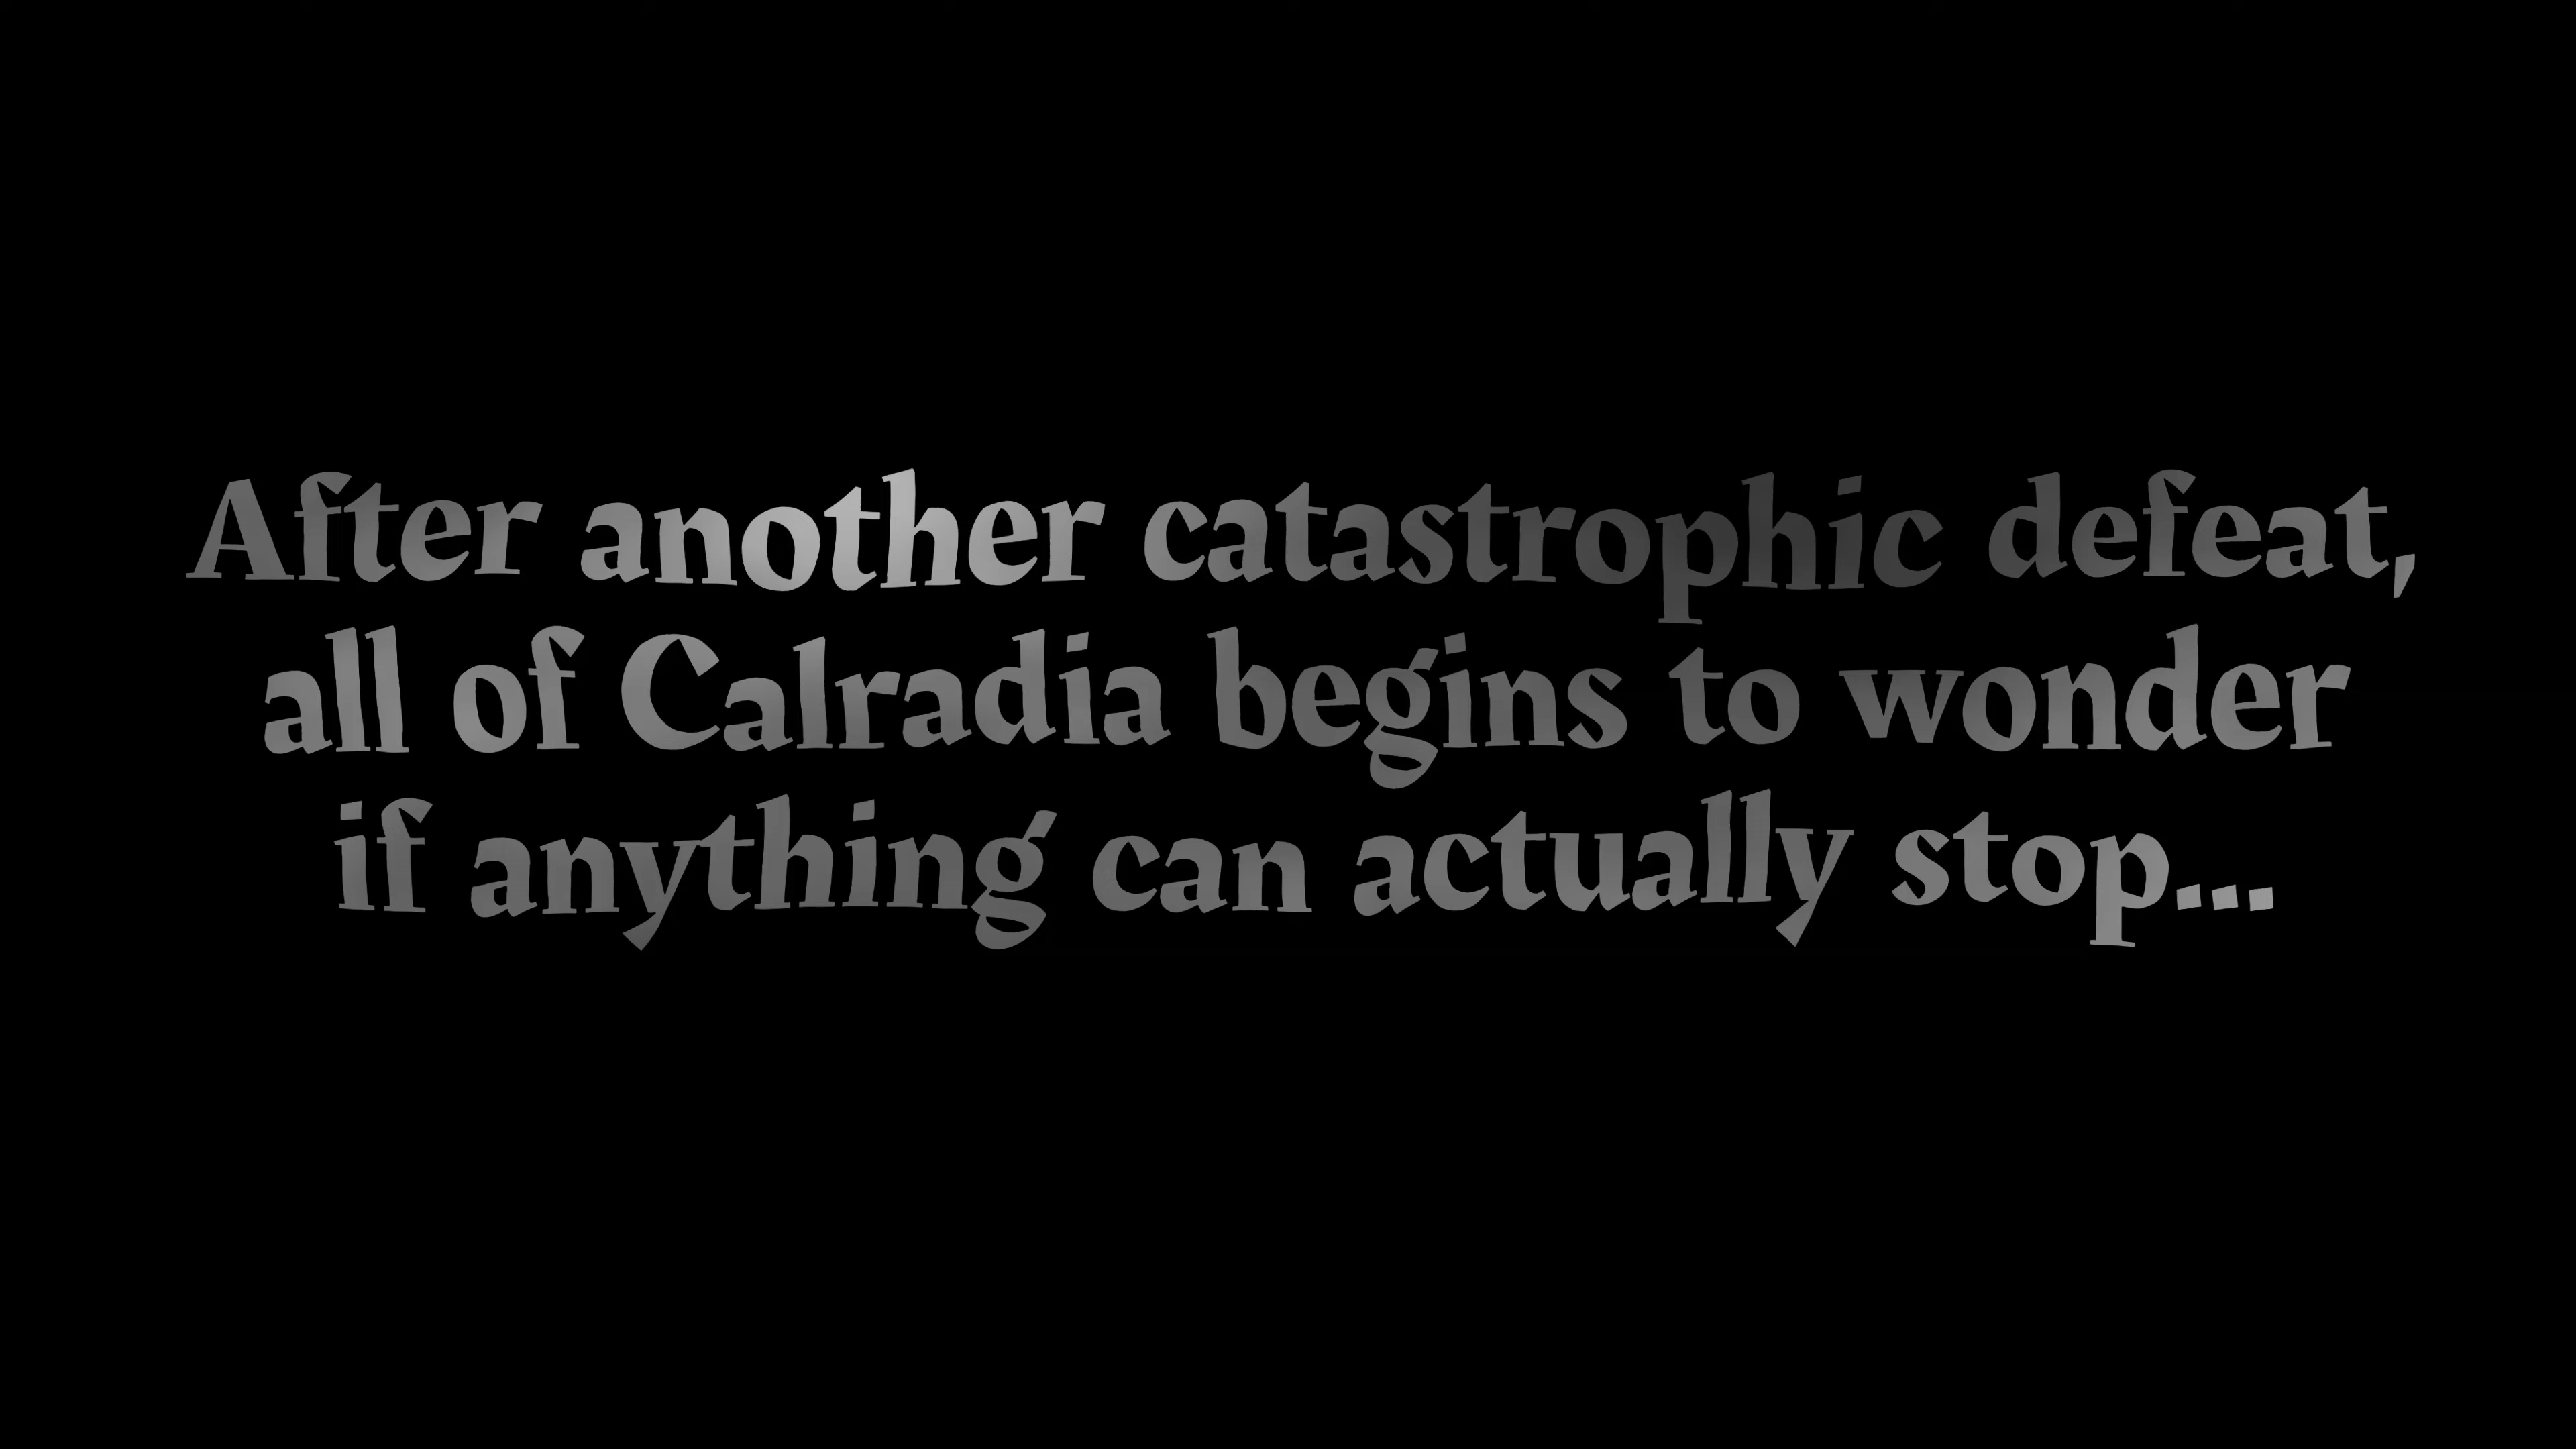 After another catastrophic defeat,
all of Calradia begins to wonder
if anything can actually stop...